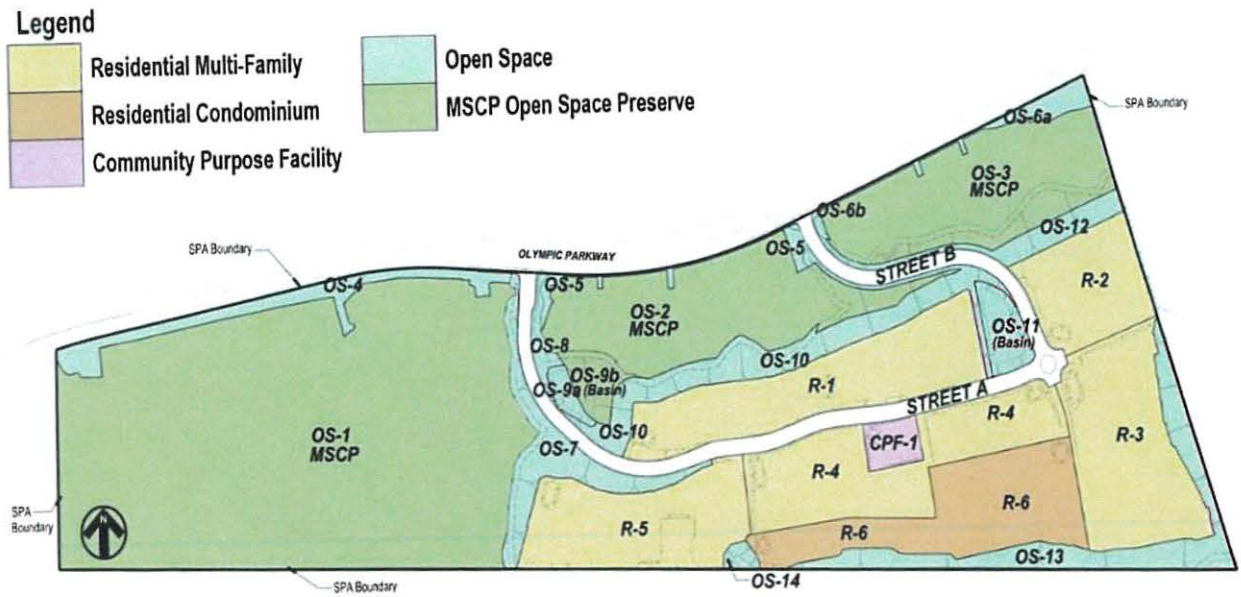 Legend
Residential Multi-Family
Residential Condominium
Community Purpose Facility
Open Space
MSCP Open Space Preserve
SPA Boundary
OS-6a
OS-3
MSCP
OS-6b
OS-12
SPA Boundary
OLYMPIC PARKWAY
OS-5
STREET B
R-2
OS-4
OS-5
OS-2
MSCP
OS-11
(Basin)
OS-8
OS-10
OS-9b
(Basin)
OS-9a
R-1
STREET A
R-4
OS-10
OS-1
MSCP
OS-7
CPF-1
R-3
R-4
SPA
Boundary
N
R-5
R-6
R-6
OS-13
OS-14
SPA Boundary